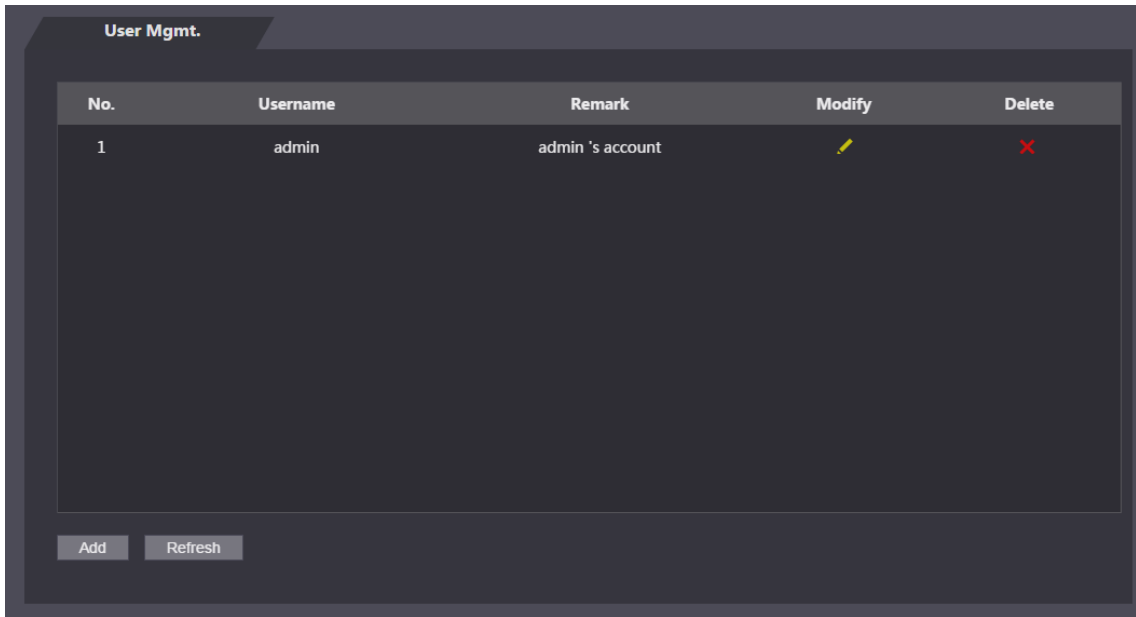 User Mgmt.
No. Username Remark Modify Delete
1 admin admin 's account
Add Refresh